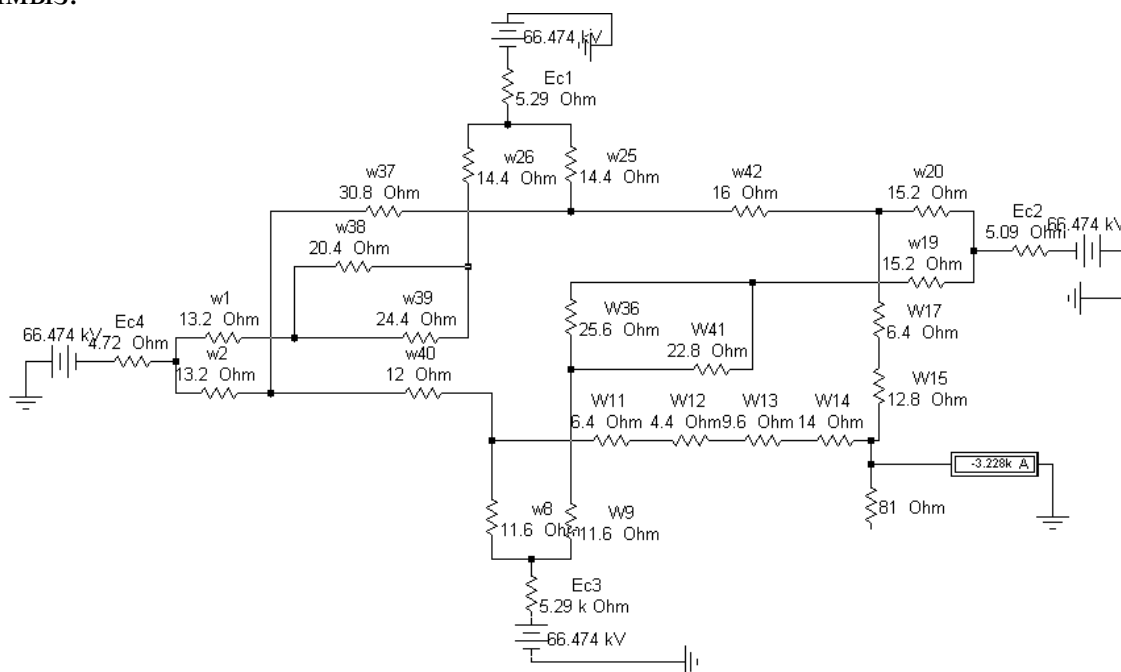 66.474 kV
Ec1
5.29 Ohm
w26
14.4 Ohm
w25
14.4 Ohm
w37
30.8 Ohm
w42
16 Ohm
w20
15.2 Ohm
Ec2
5.09 Ohm
66.474 kV
w38
20.4 Ohm
w19
15.2 Ohm
w1
13.2 Ohm
w39
24.4 Ohm
W36
25.6 Ohm
W41
22.8 Ohm
W17
6.4 Ohm
66.474 kV
Ec4
4.72 Ohm
w2
13.2 Ohm
w40
12 Ohm
W15
12.8 Ohm
W11
6.4 Ohm
W12
4.4 Ohm
W13
9.6 Ohm
W14
14 Ohm
-3.228k A
81 Ohm
w8
11.6 Ohm
W9
11.6 Ohm
Ec3
5.29 k Ohm
66.474 kV